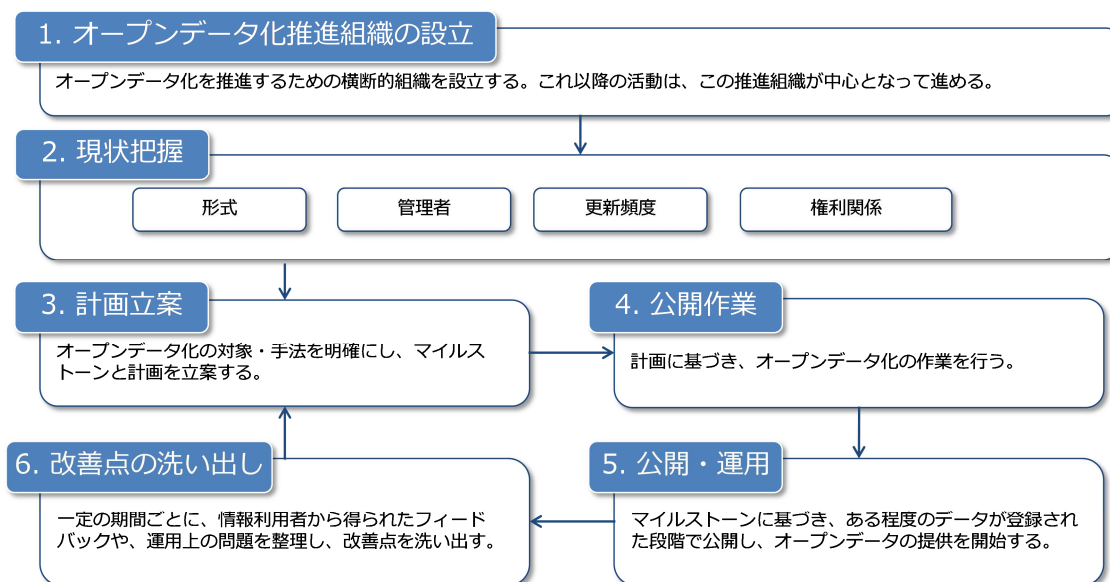 1. オープンデータ化推進組織の設立
オープンデータ化を推進するための横断的組織を設立する。これ以降の活動は、この推進組織が中心となって進める。
2. 現状把握
形式
管理者
更新頻度
権利関係
3. 計画立案
オープンデータ化の対象・手法を明確にし、マイルス
トーンと計画を立案する。
4. 公開作業
計画に基づき、オープンデータ化の作業を行う。
5. 公開・運用
マイルストーンに基づき、ある程度のデータが登録され
た段階で公開し、オープンデータの提供を開始する。
6. 改善点の洗い出し
一定の期間ごとに、情報利用者から得られたフィード
バックや、運用上の問題を整理し、改善点を洗い出す。